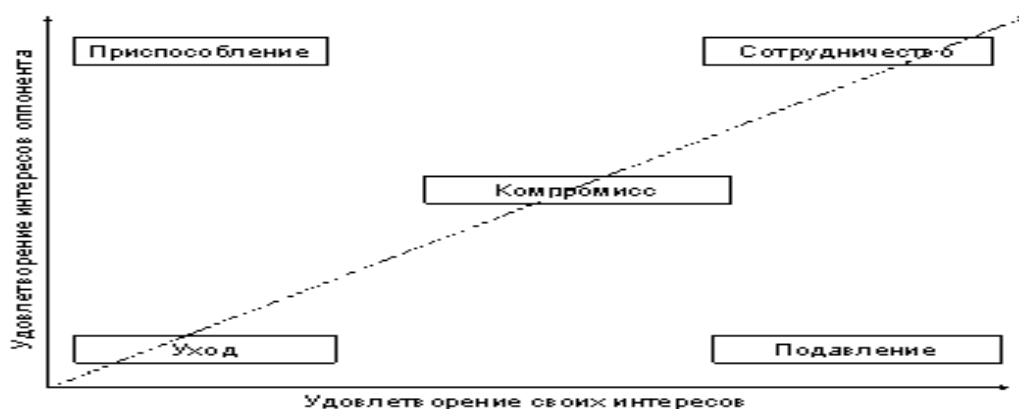 Удовлетворение интересов оппонента
Приспособление
Сотрудничество
Компромисс
Уход
Подавление
Удовлетворение своих интересов